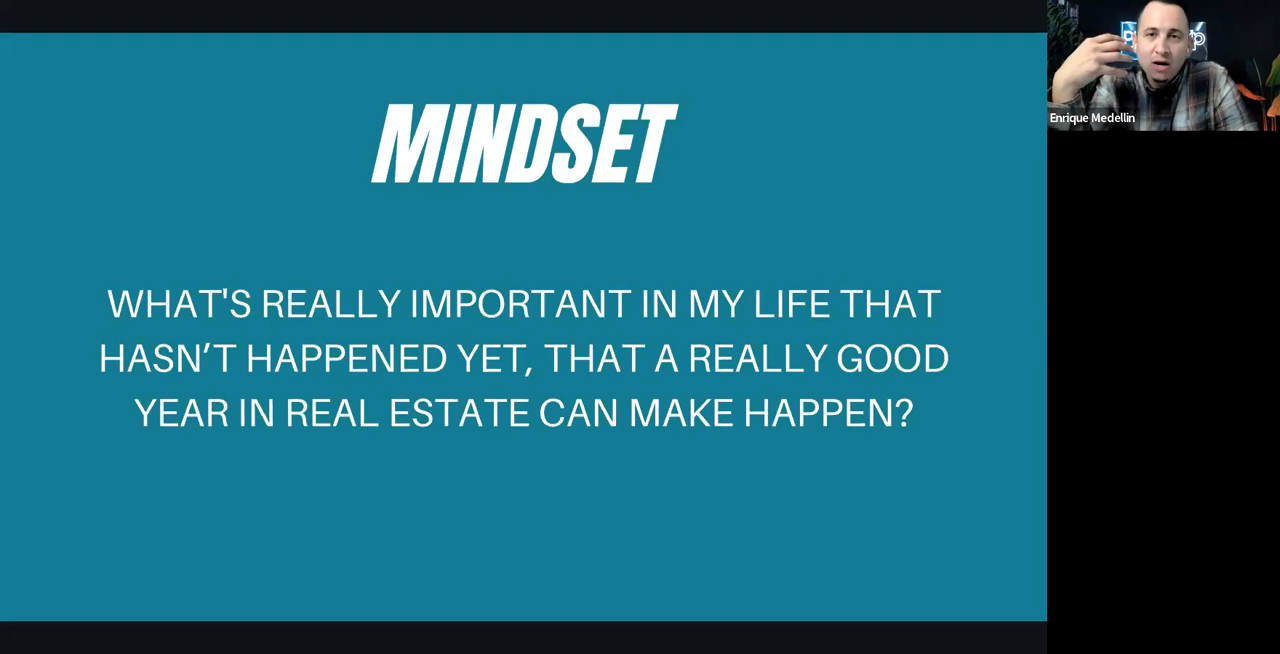 MINDSET
WHAT'S REALLY IMPORTANT IN MY LIFE THAT
HASN’T HAPPENED YET, THAT A REALLY GOOD
YEAR IN REAL ESTATE CAN MAKE HAPPEN?
Enrique Medellin